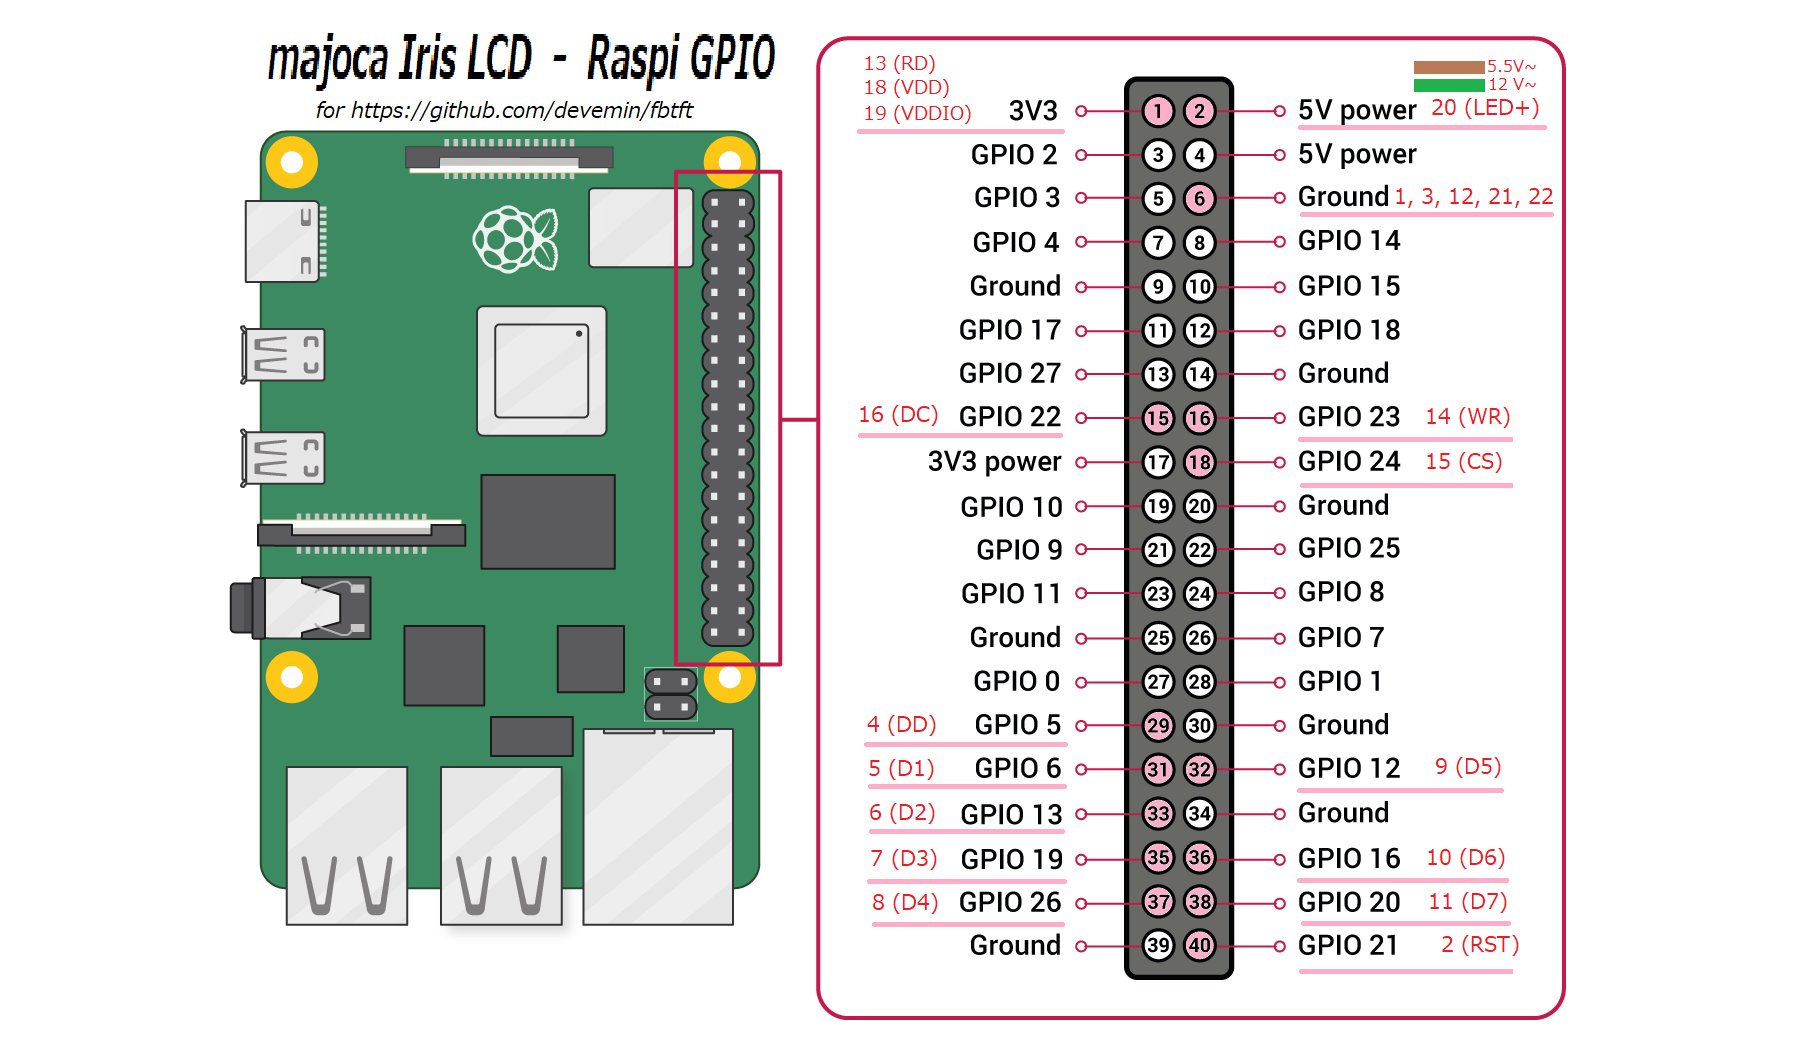 majoca Iris LCD - Raspi GPIO
for https://github.com/devemin/fbtft
13 (RD)
18 (VDD)
19 (VDDIO) 3V3 1 2 5V power 20 (LED+)
5.5V~
12 V~
GPIO 2 3 4 5V power
GPIO 3 5 6 Ground 1, 3, 12, 21, 22
GPIO 4 7 8 GPIO 14
Ground 9 10 GPIO 15
GPIO 17 11 12 GPIO 18
GPIO 27 13 14 Ground
16 (DC) GPIO 22 15 16 GPIO 23 14 (WR)
3V3 power 17 18 GPIO 24 15 (CS)
GPIO 10 19 20 Ground
GPIO 9 21 22 GPIO 25
GPIO 11 23 24 GPIO 8
Ground 25 26 GPIO 7
GPIO 0 27 28 GPIO 1
4 (DD) GPIO 5 29 30 Ground
5 (D1) GPIO 6 31 32 GPIO 12 9 (D5)
6 (D2) GPIO 13 33 34 Ground
7 (D3) GPIO 19 35 36 GPIO 16 10 (D6)
8 (D4) GPIO 26 37 38 GPIO 20 11 (D7)
Ground 39 40 GPIO 21 2 (RST)